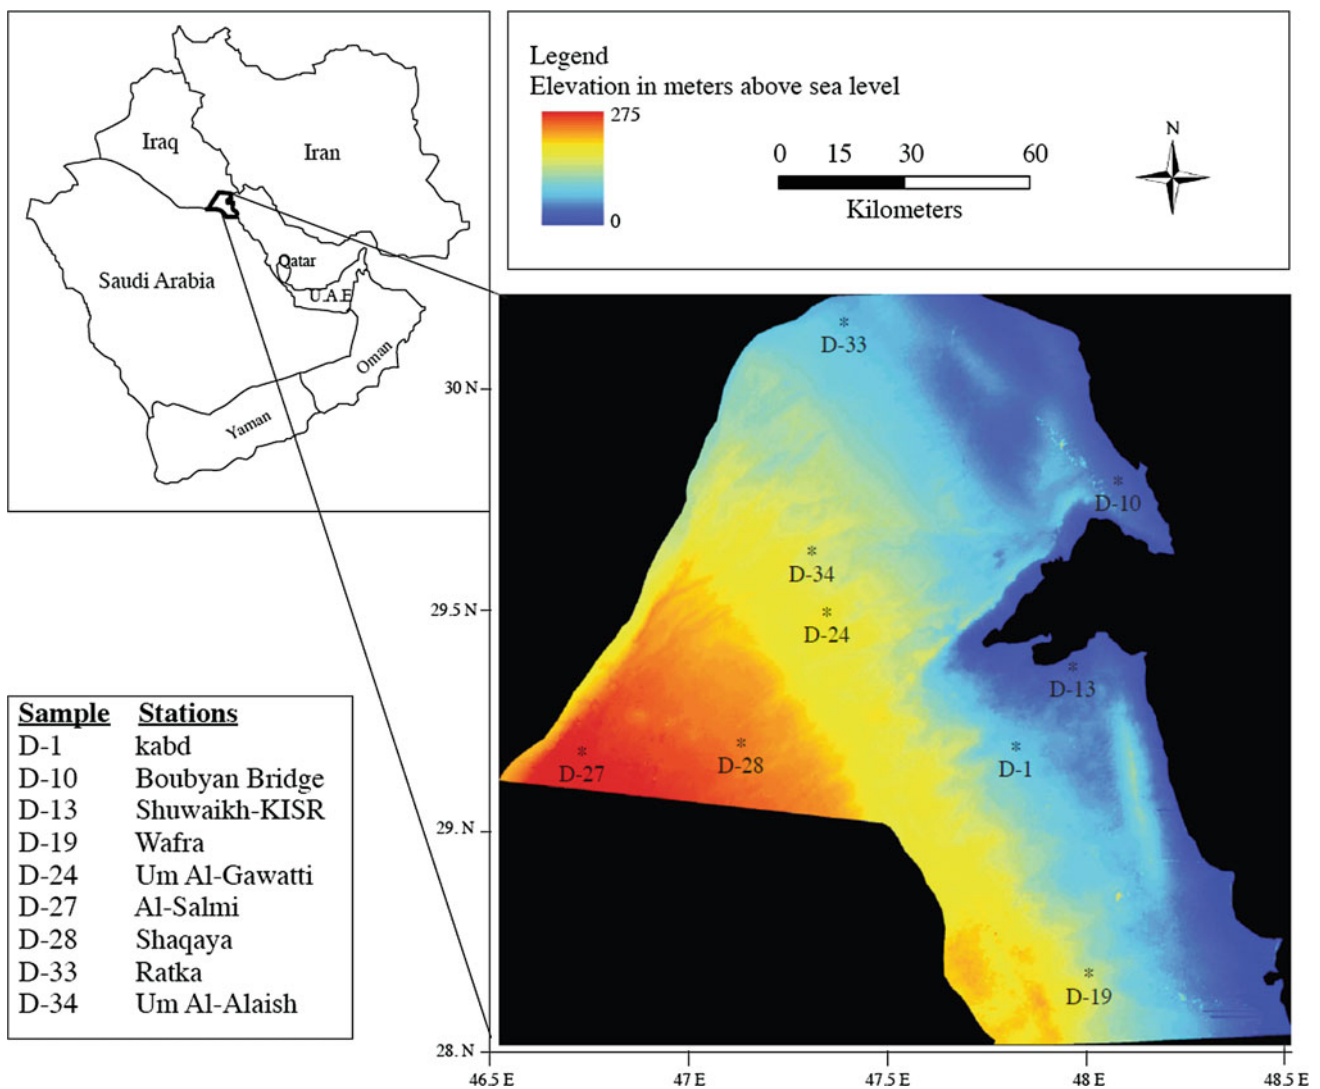 Iraq
Iran
Saudi Arabia
Qatar
U.A.E
Oman
Yaman
Legend
Elevation in meters above sea level
275
0
0 15 30 60
Kilometers
N
D-33
D-10
D-34
D-24
D-13
D-1
D-28
D-27
D-19
30 N
29.5 N
29. N
28. N
46.5 E 47 E 47.5 E 48 E 48.5 E
Sample Stations
D-1 kabd
D-10 Boubyan Bridge
D-13 Shuwaikh-KISR
D-19 Wafra
D-24 Um Al-Gawatti
D-27 Al-Salmi
D-28 Shaqaya
D-33 Ratka
D-34 Um Al-Alaish